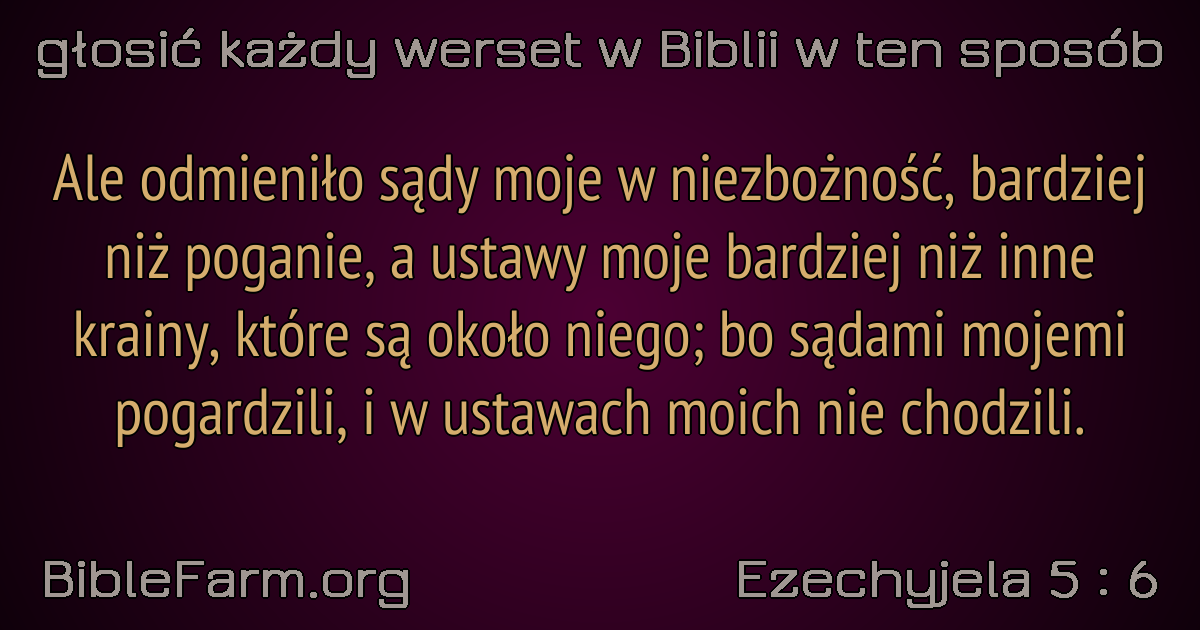 głosić każdy werset w Biblii w ten sposób
Ale odmieniło sądy moje w niezbożność, bardziej
niż poganie, a ustawy moje bardziej niż inne
krainy, które są około niego; bo sądami mojemi
pogardzili, i w ustawach moich nie chodzili.
BibleFarm.org
Ezechyjela 5 : 6